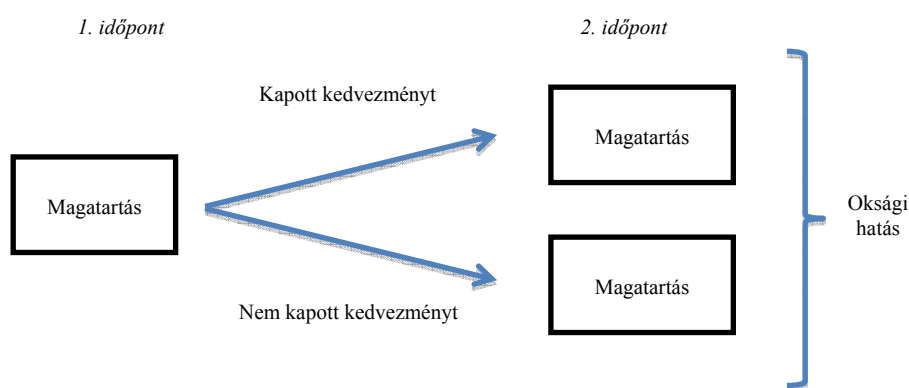 1. időpont
2. időpont
Kapott kedvezményt
Magatartás
Magatartás
Oksági
hatás
Magatartás
Nem kapott kedvezményt